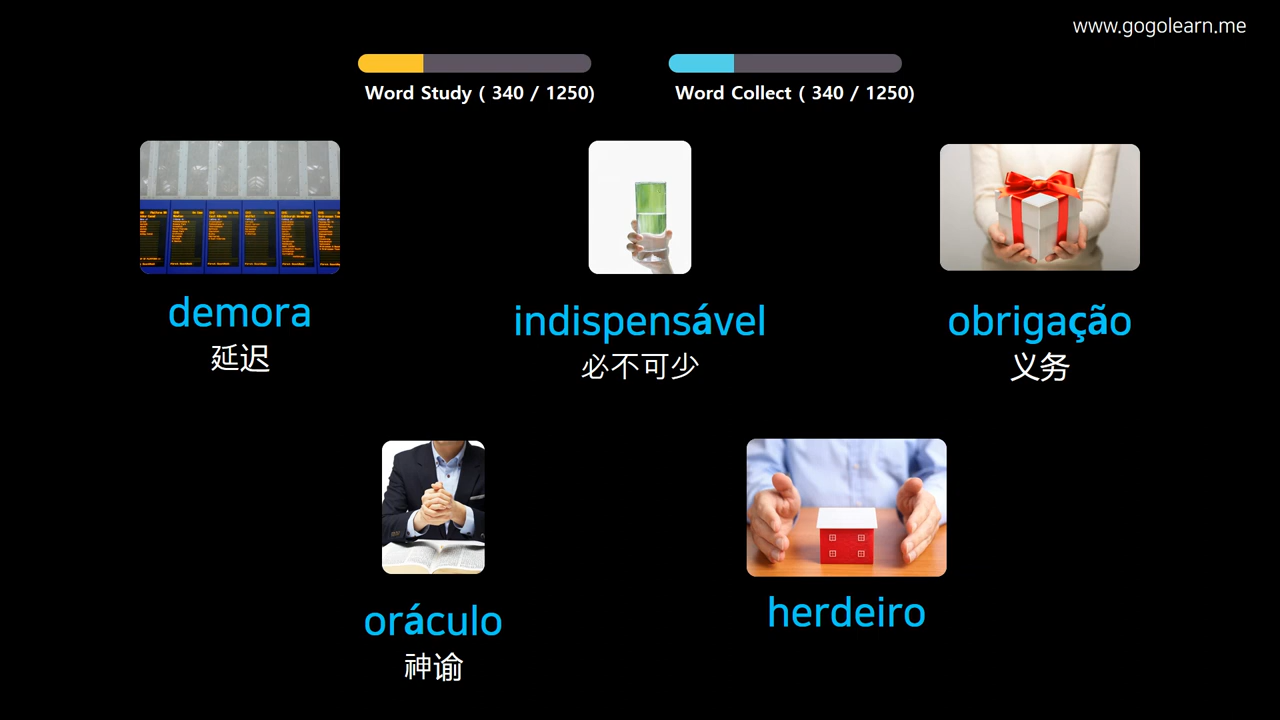 www.gogolearn.me
Word Study ( 340 / 1250)
Word Collect ( 340 / 1250)
demora
延迟
indispensável
必不可少
obrigação
义务
oráculo
神谕
herdeiro